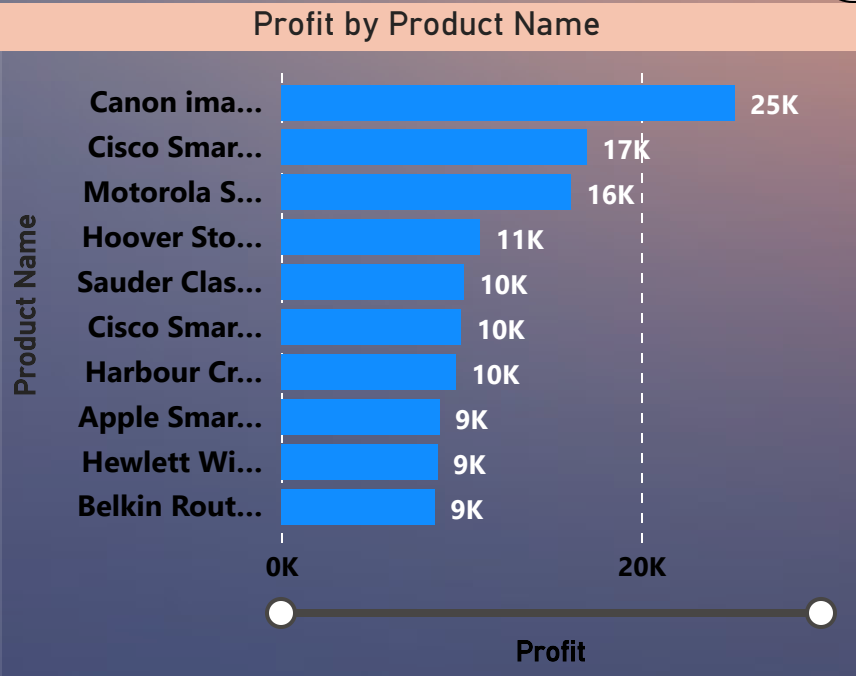 Profit by Product Name
Product Name
Canon ima... 25K
Cisco Smar... 17K
Motorola S... 16K
Hoover Sto... 11K
Sauder Clas... 10K
Cisco Smar... 10K
Harbour Cr... 10K
Apple Smar... 9K
Hewlett Wi... 9K
Belkin Rout... 9K
0K 20K
Profit